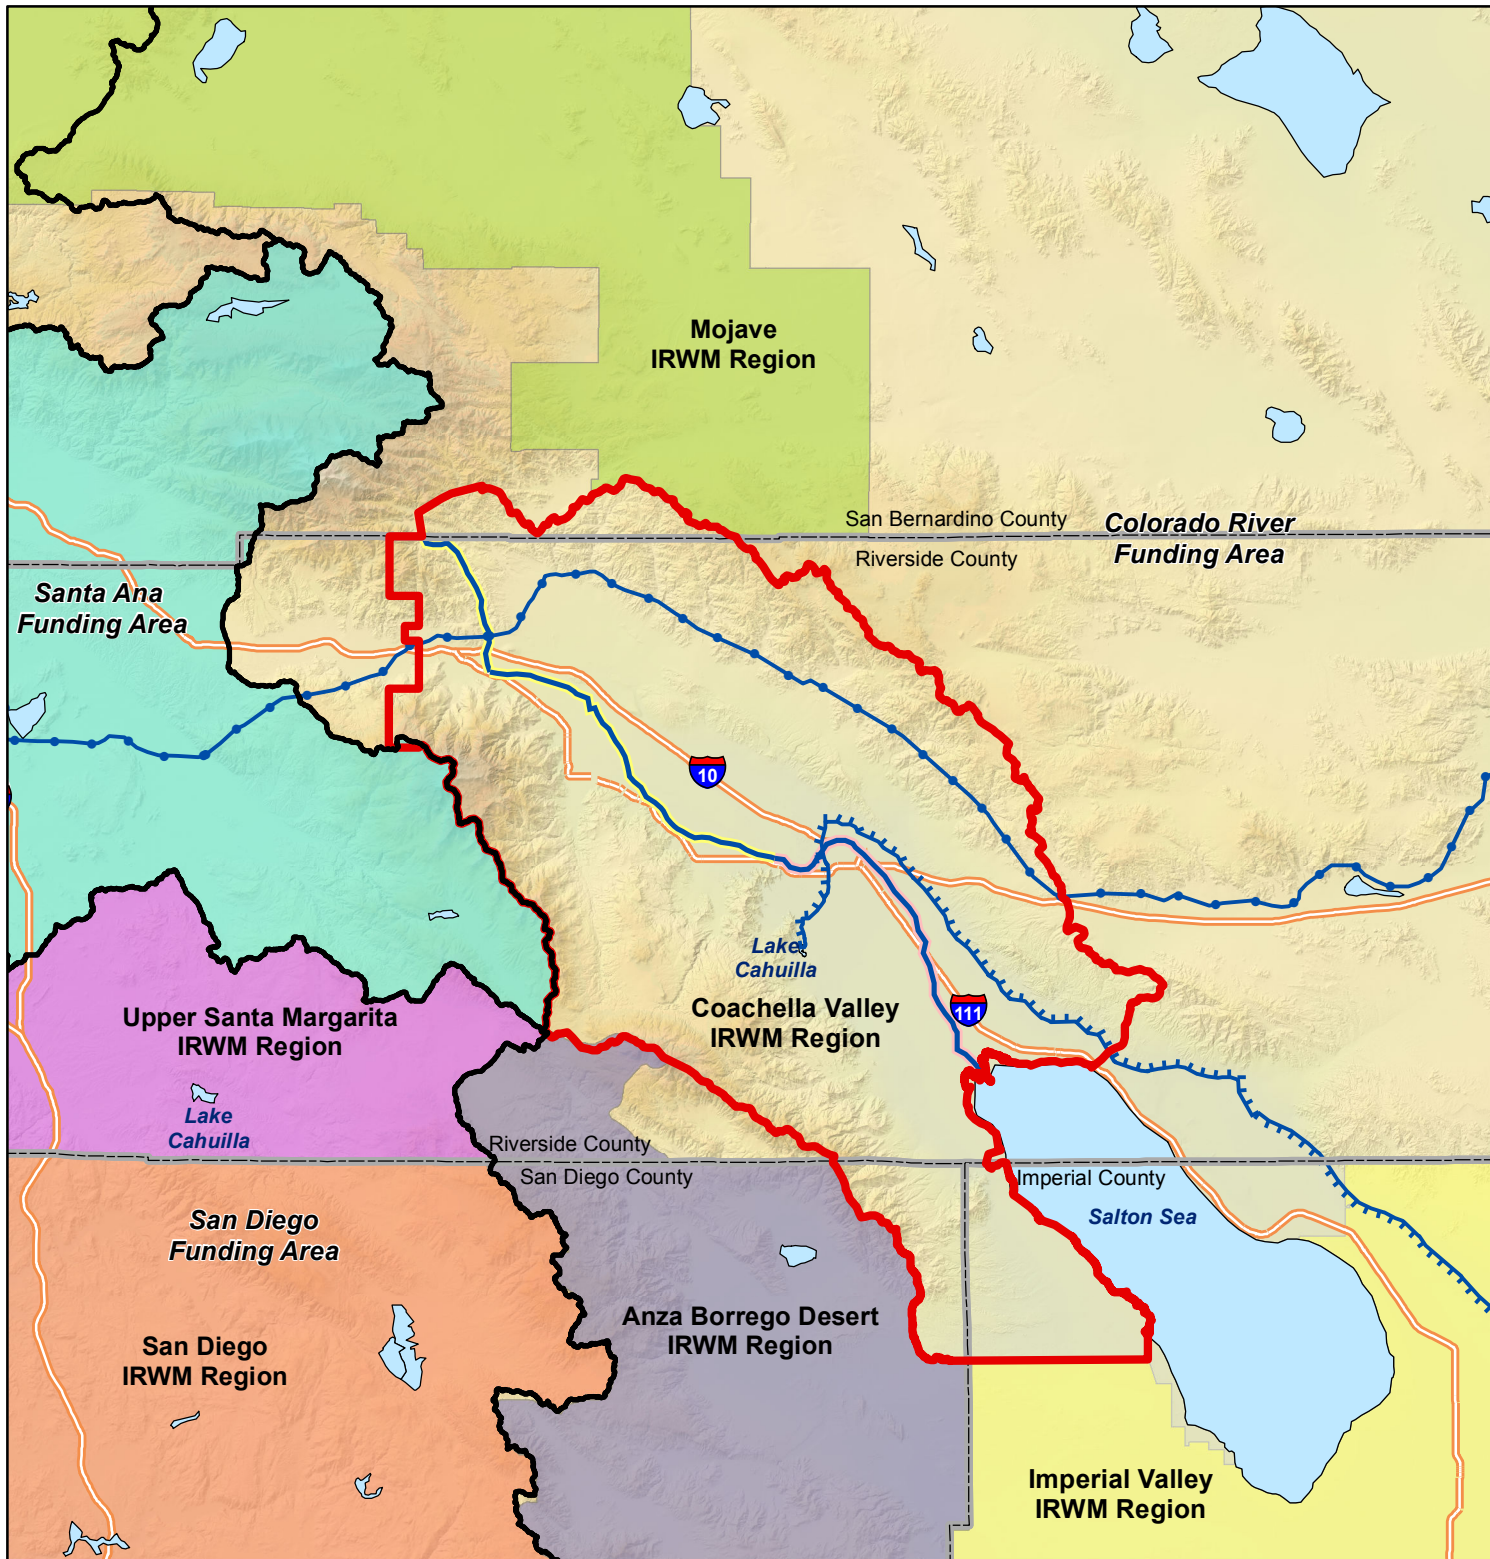 Mojave
IRWM Region
San Bernardino County
Riverside County
Colorado River
Funding Area
Santa Ana
Funding Area
10
Lake
Cahuilla
Coachella Valley
IRWM Region
111
Upper Santa Margarita
IRWM Region
Lake
Cahuilla
Riverside County
San Diego County
Imperial County
Salton Sea
San Diego
Funding Area
Anza Borrego Desert
IRWM Region
San Diego
IRWM Region
Imperial Valley
IRWM Region